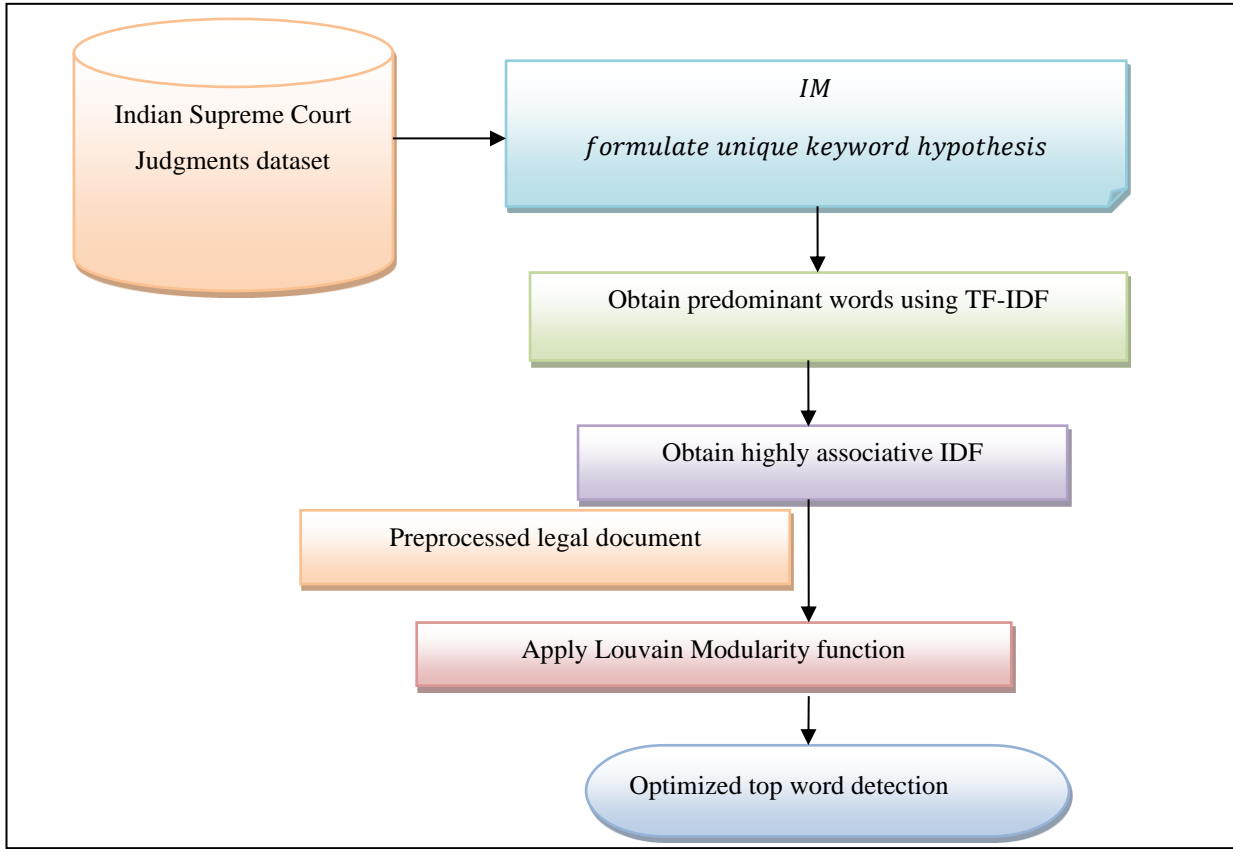 Indian Supreme Court
Judgments dataset
IM
formulate unique keyword hypothesis
Obtain predominant words using TF-IDF
Obtain highly associative IDF
Preprocessed legal document
Apply Louvain Modularity function
Optimized top word detection